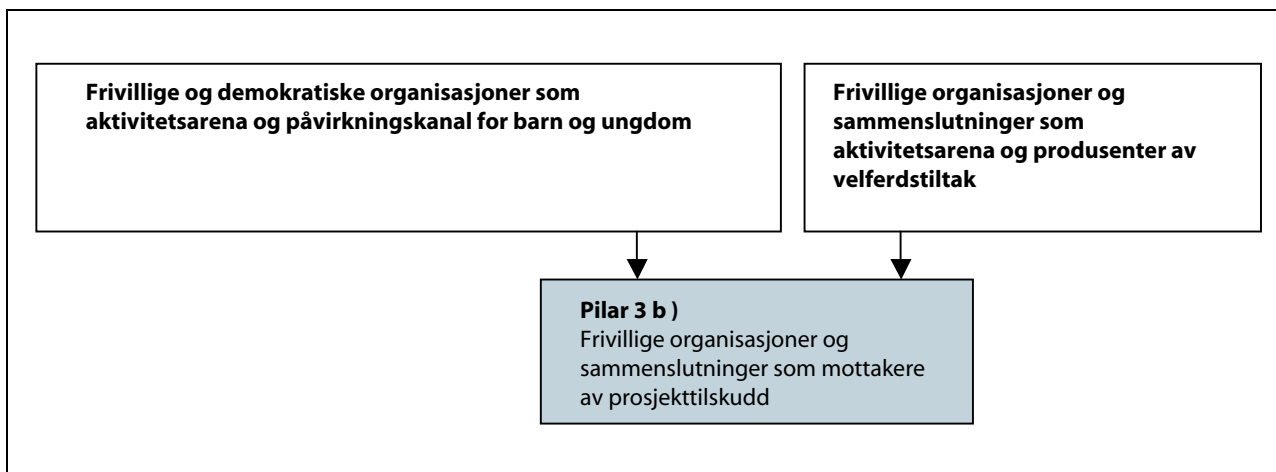 Frivillige og demokratiske organisasjoner som
aktivitetsarena og påvirkningskanal for barn og ungdom
Frivillige organisasjoner og
sammenslutninger som
aktivitetsarena og produsenter av
velferdstiltak
Pilar 3 b )
Frivillige organisasjoner og
sammenslutninger som mottakere
av prosjekttilskudd